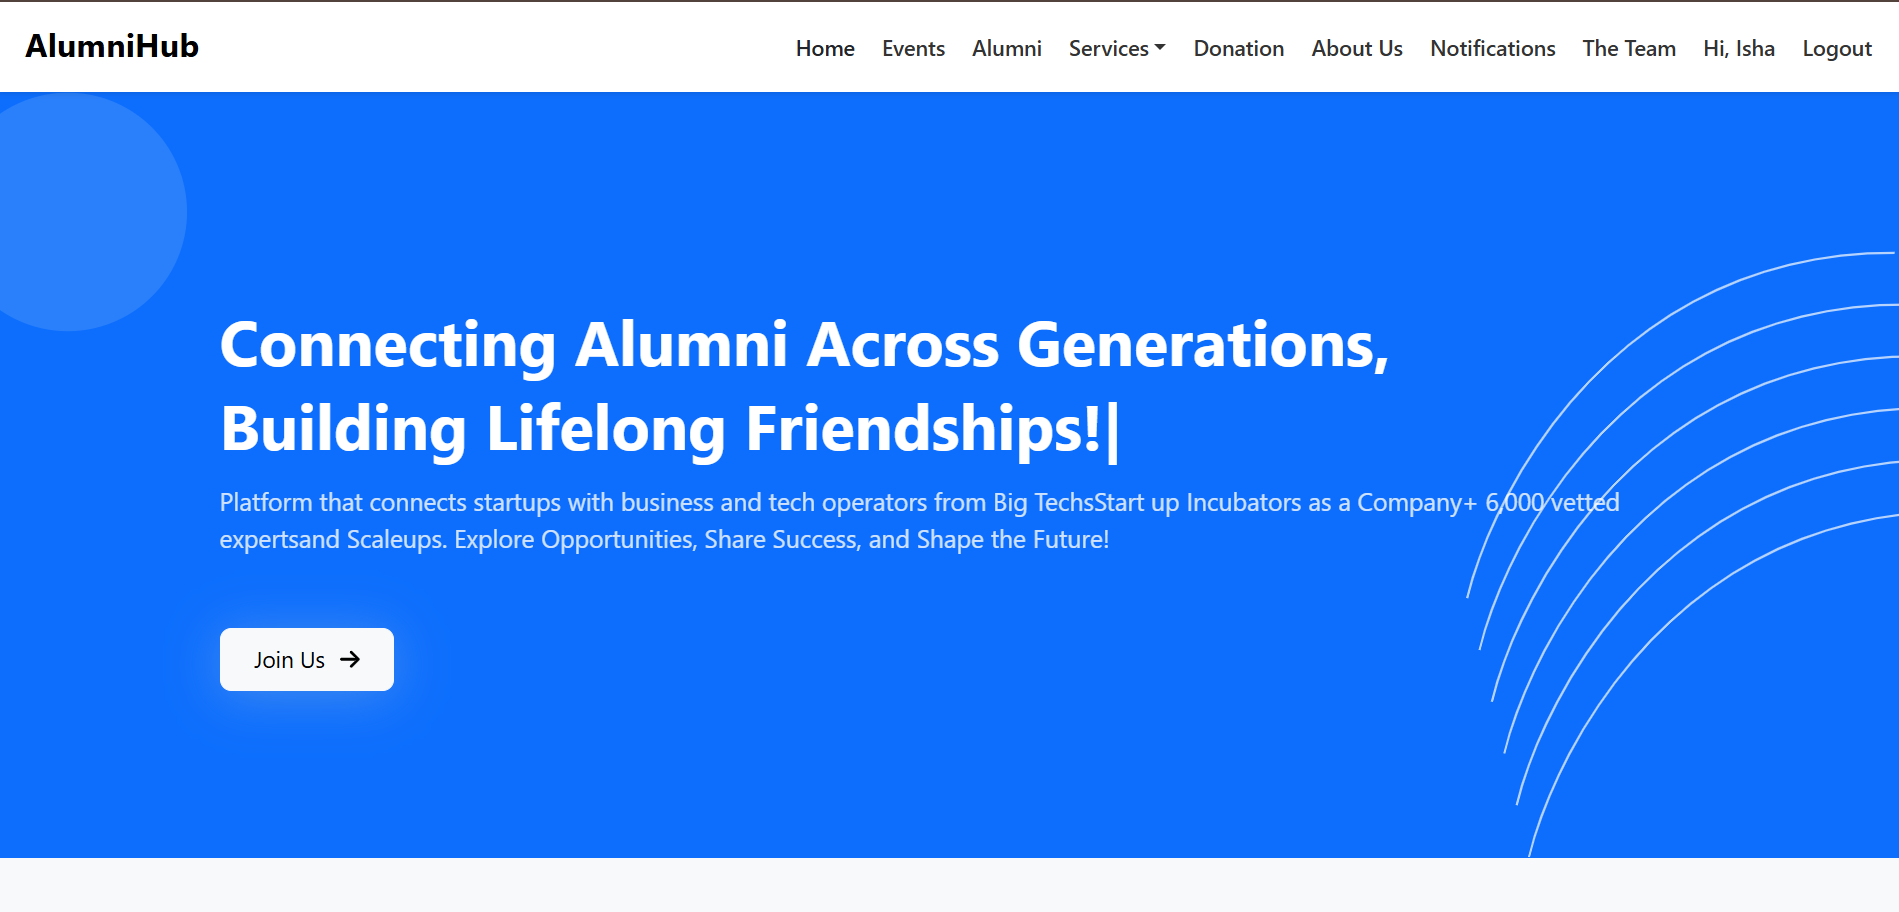 AlumniHub
Home Events Alumni Services Donation About Us Notifications The Team Hi, Isha Logout
Connecting Alumni Across Generations,
Building Lifelong Friendships!|
Platform that connects startups with business and tech operators from Big TechsStart up Incubators as a Company+ 6,000 vetted
expertsand Scaleups. Explore Opportunities, Share Success, and Shape the Future!
Join Us